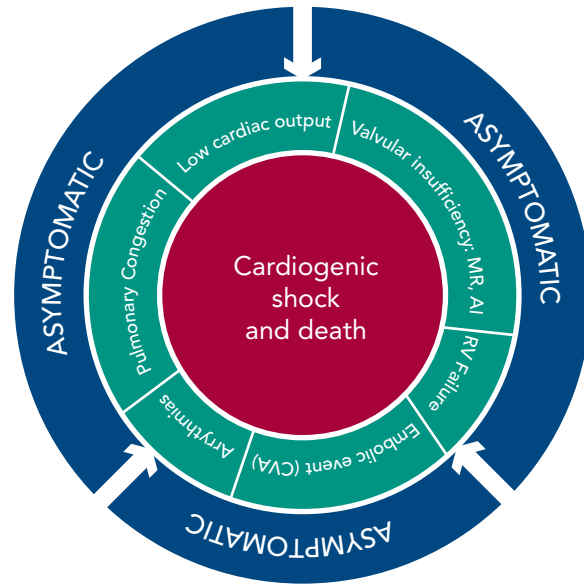 ASYMPTOMATIC
ASYMPTOMATIC
ASYMPTOMATIC
Low cardiac output
Valvular insufficiency: MR, AI
RV Failure
Embolic event (CVA)
Arrythmias
Pulmonary Congestion
Cardiogenic
shock
and death